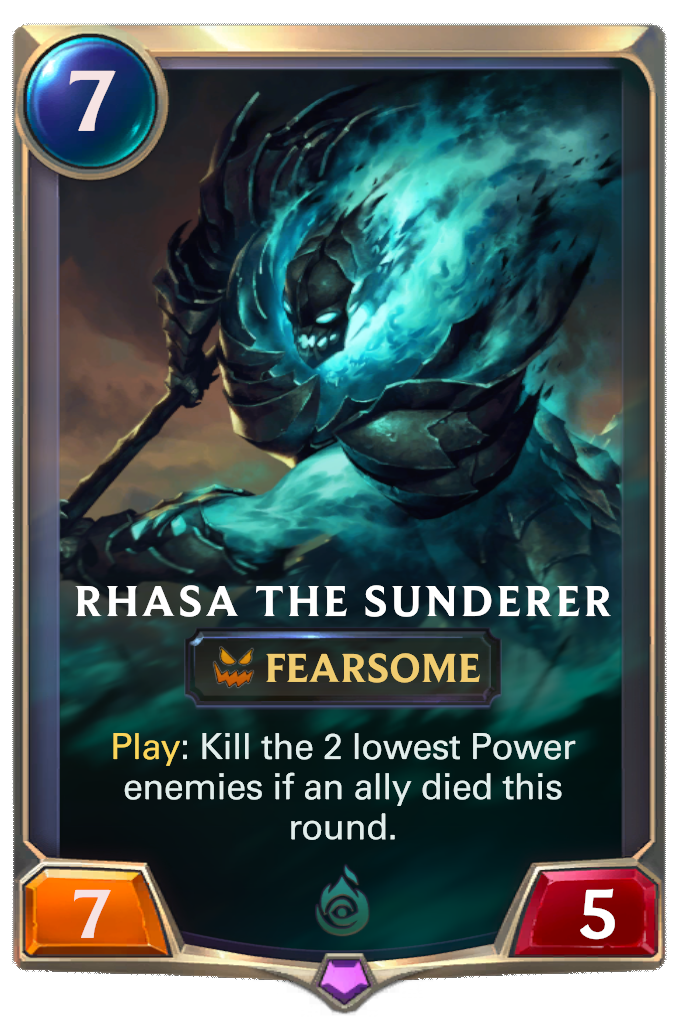 7
RHASA THE SUNDERER
FEARSOME
Play: Kill the 2 lowest Power
enemies if an ally died this
round.
7
5